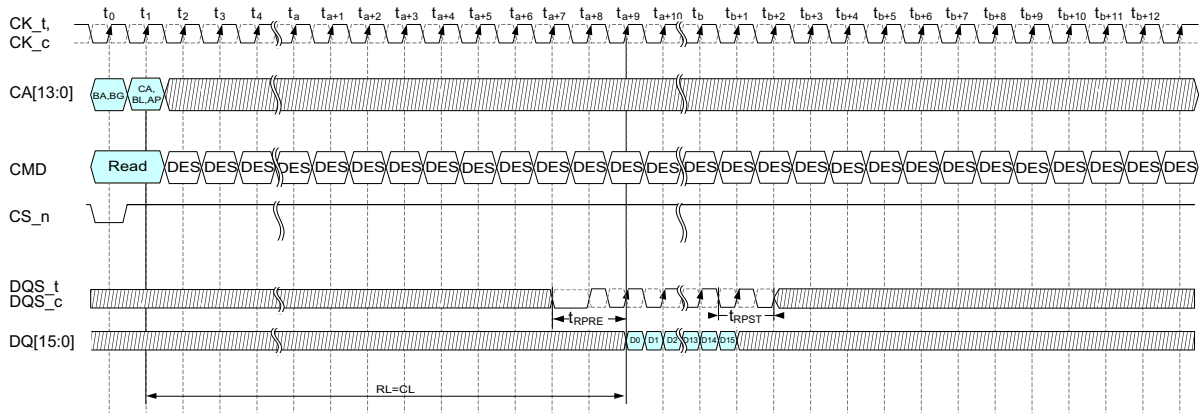 t0 t1 t2 t3 t4 ta ta+1 ta+2 ta+3 ta+4 ta+5 ta+6 ta+7 ta+8 ta+9 ta+10 tb tb+1 tb+2 tb+3 tb+4 tb+5 tb+6 tb+7 tb+8 tb+9 tb+10 tb+11 tb+12
CK_t,
CK_c
CA[13:0] BA,BG CA,
BL,AP
CMD Read DES DES DES DES DES DES DES DES DES DES DES DES DES DES DES DES DES DES DES DES DES DES DES DES DES DES DES DES
CS_n
DQS_t
DQS_c
tRPRE tRPST
DQ[15:0] D0 D1 D2 D13 D14 D15
RL=CL